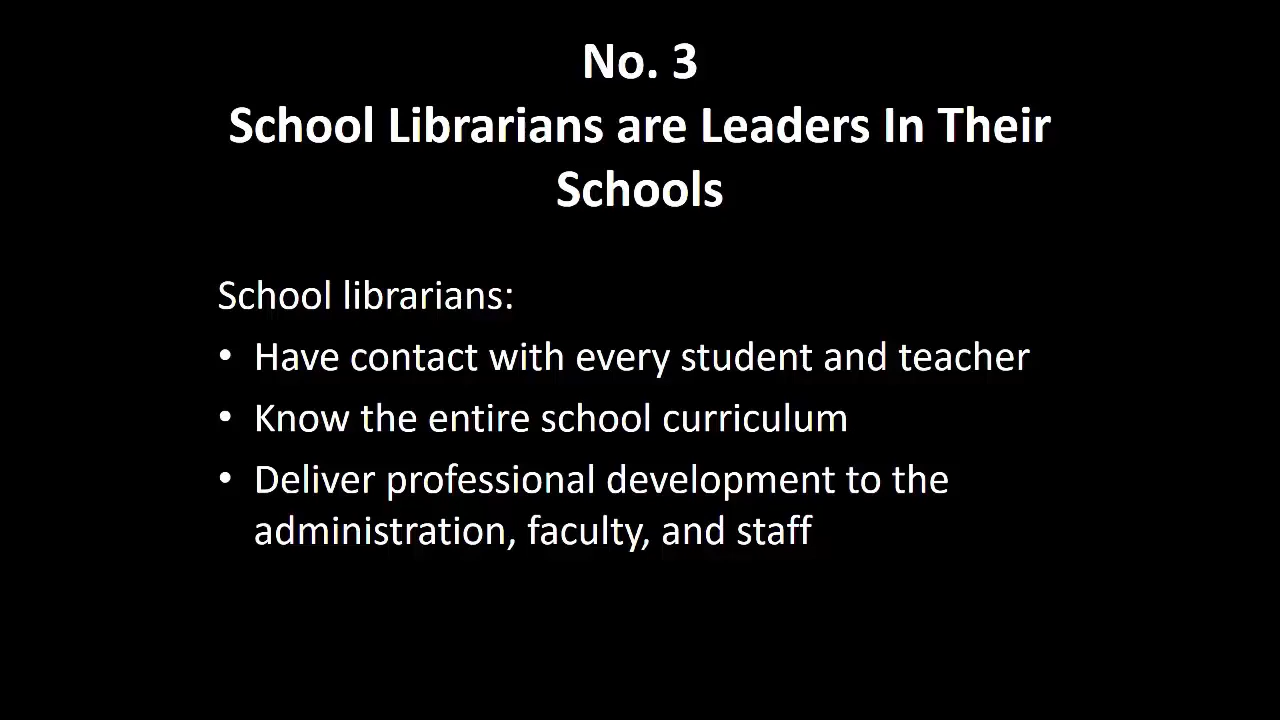 No. 3
School Librarians are Leaders In Their
Schools
School librarians:
• Have contact with every student and teacher
• Know the entire school curriculum
• Deliver professional development to the
administration, faculty, and staff